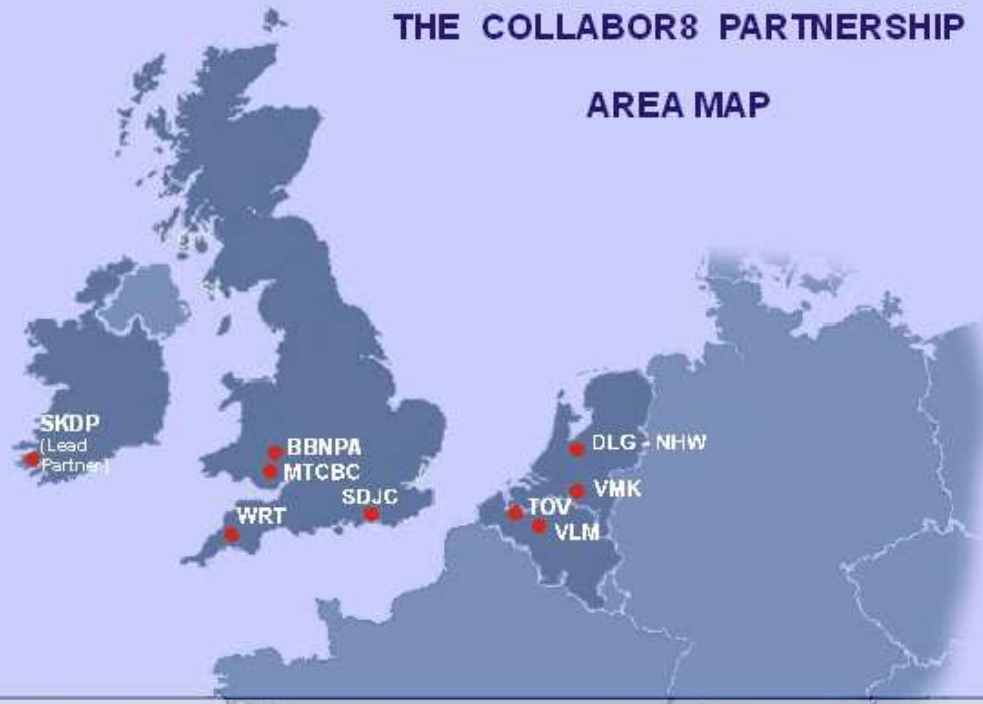 THE COLLABOR8 PARTNERSHIP
AREA MAP
SKDP
(Lead
Partner)
BBNPA
MTCBC
SDJC
WRT
DLG - NHW
VMK
TOV
VLM